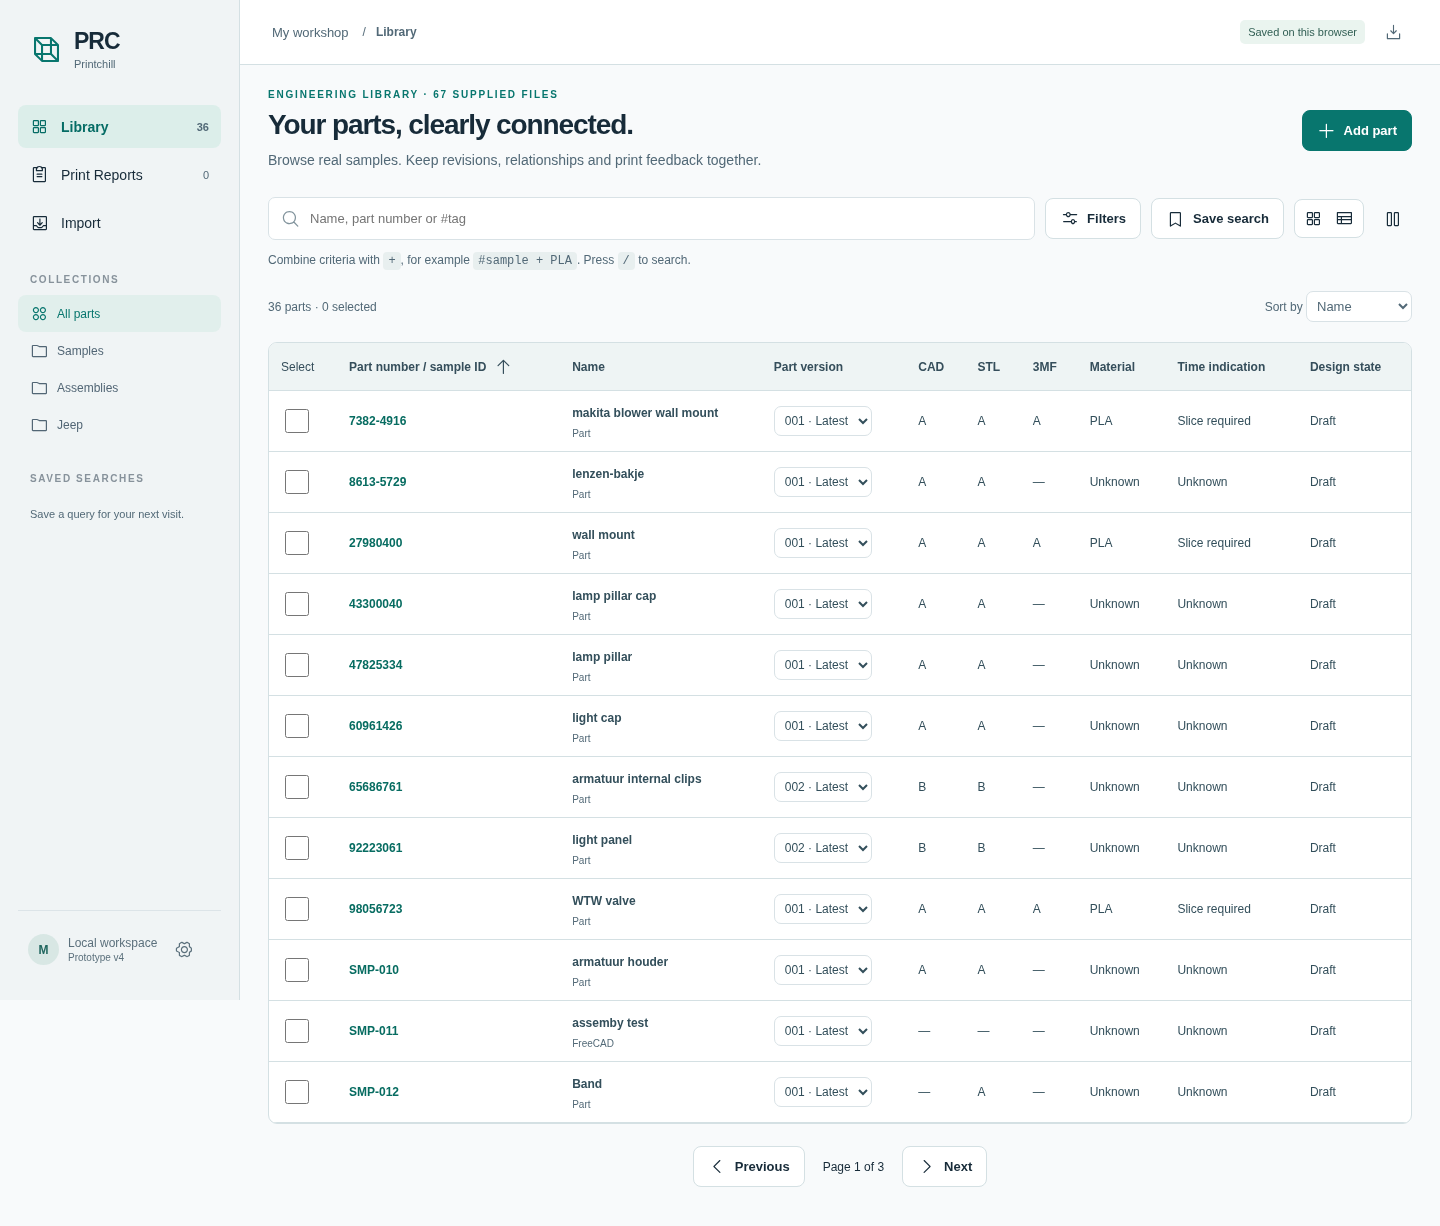 PRC
Printchill
Library 36
Print Reports 0
Import
COLLECTIONS
All parts
Samples
Assemblies
Jeep
SAVED SEARCHES
Save a query for your next visit.
M
Local workspace
Prototype v4
My workshop / Library
Saved on this browser
ENGINEERING LIBRARY · 67 SUPPLIED FILES
Your parts, clearly connected.
Browse real samples. Keep revisions, relationships and print feedback together.
Add part
Name, part number or #tag
Filters
Save search
Combine criteria with +, for example #sample + PLA. Press / to search.
36 parts · 0 selected
Sort by Name
Select Part number / sample ID Name Part version CAD STL 3MF Material Time indication Design state
7382-4916 makita blower wall mount 001 · Latest A A A PLA Slice required Draft
Part
8613-5729 lenzen-bakje 001 · Latest A A — Unknown Unknown Draft
Part
27980400 wall mount 001 · Latest A A A PLA Slice required Draft
Part
43300040 lamp pillar cap 001 · Latest A A — Unknown Unknown Draft
Part
47825334 lamp pillar 001 · Latest A A — Unknown Unknown Draft
Part
60961426 light cap 001 · Latest A A — Unknown Unknown Draft
Part
65686761 armatuur internal clips 002 · Latest B B — Unknown Unknown Draft
Part
92223061 light panel 002 · Latest B B — Unknown Unknown Draft
Part
98056723 WTW valve 001 · Latest A A A PLA Slice required Draft
Part
SMP-010 armatuur houder 001 · Latest A A — Unknown Unknown Draft
Part
SMP-011 assemby test 001 · Latest — — — Unknown Unknown Draft
FreeCAD
SMP-012 Band 001 · Latest — A — Unknown Unknown Draft
Part
Previous Page 1 of 3 Next